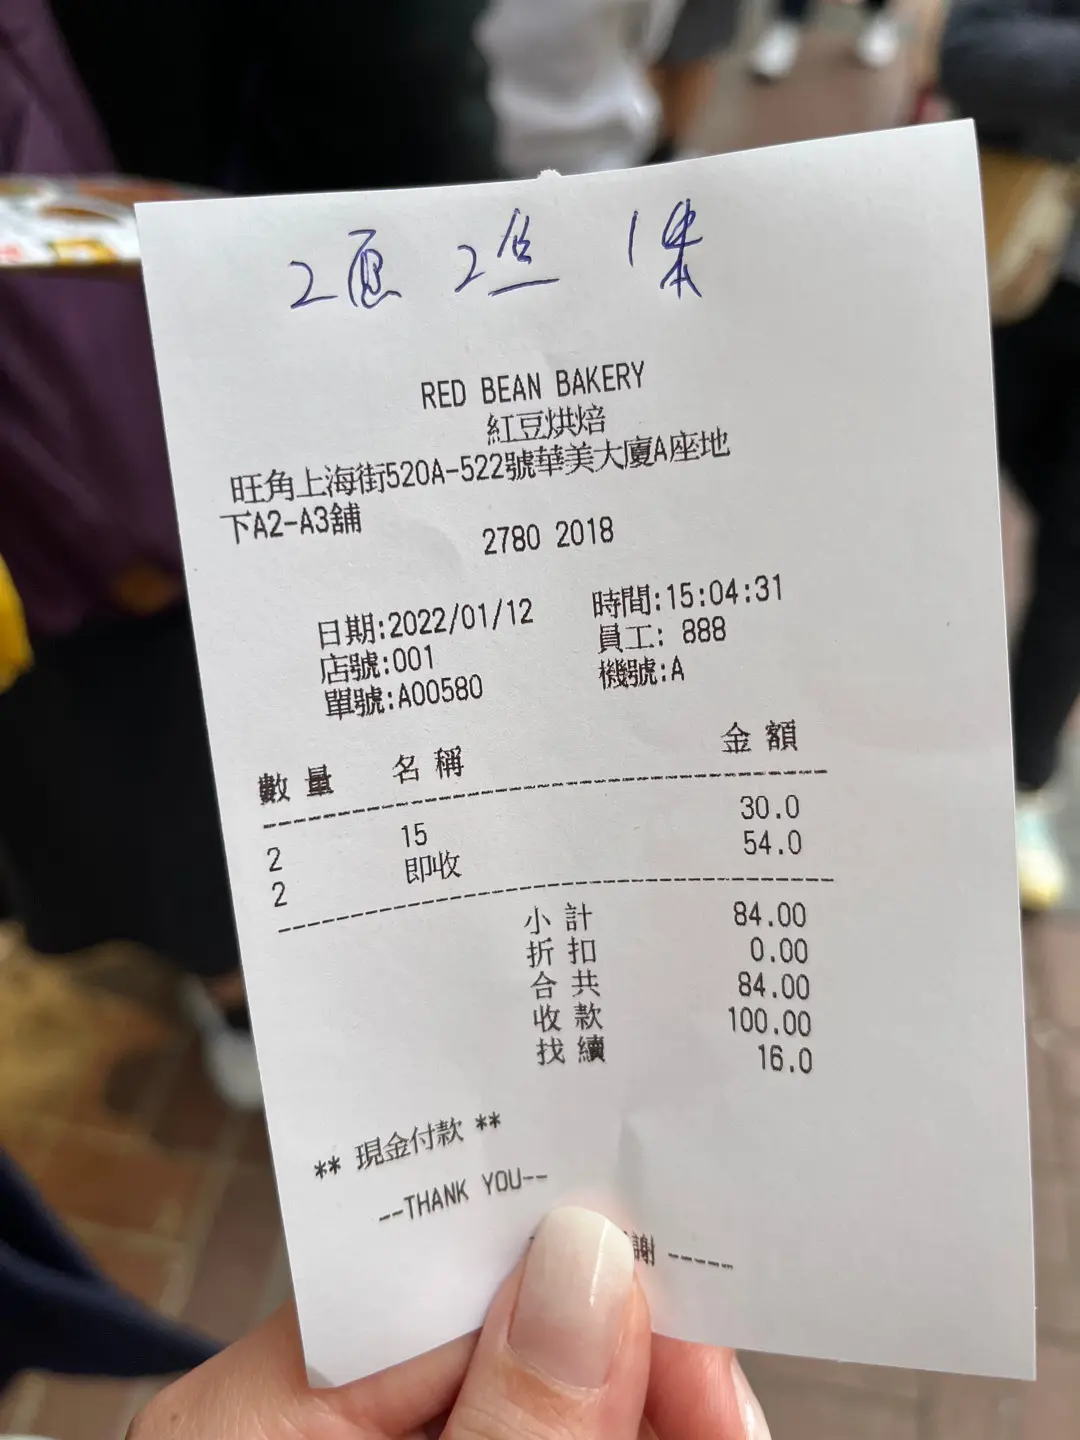 RED BEAN BAKERY
紅豆烘焙
旺角上海街520A-522號華美大廈A座地
下A2-A3舖
2780 2018
日期:2022/01/12 時間:15:04:31
店號:001 員工: 888
單號:A00580 機號:A
數量 名稱 金額
2 15 30.0
2 即收 54.0
小計 84.00
折扣 0.00
合共 84.00
收款 100.00
找續 16.0
** 現金付款 **
--THANK YOU--
謝 -----